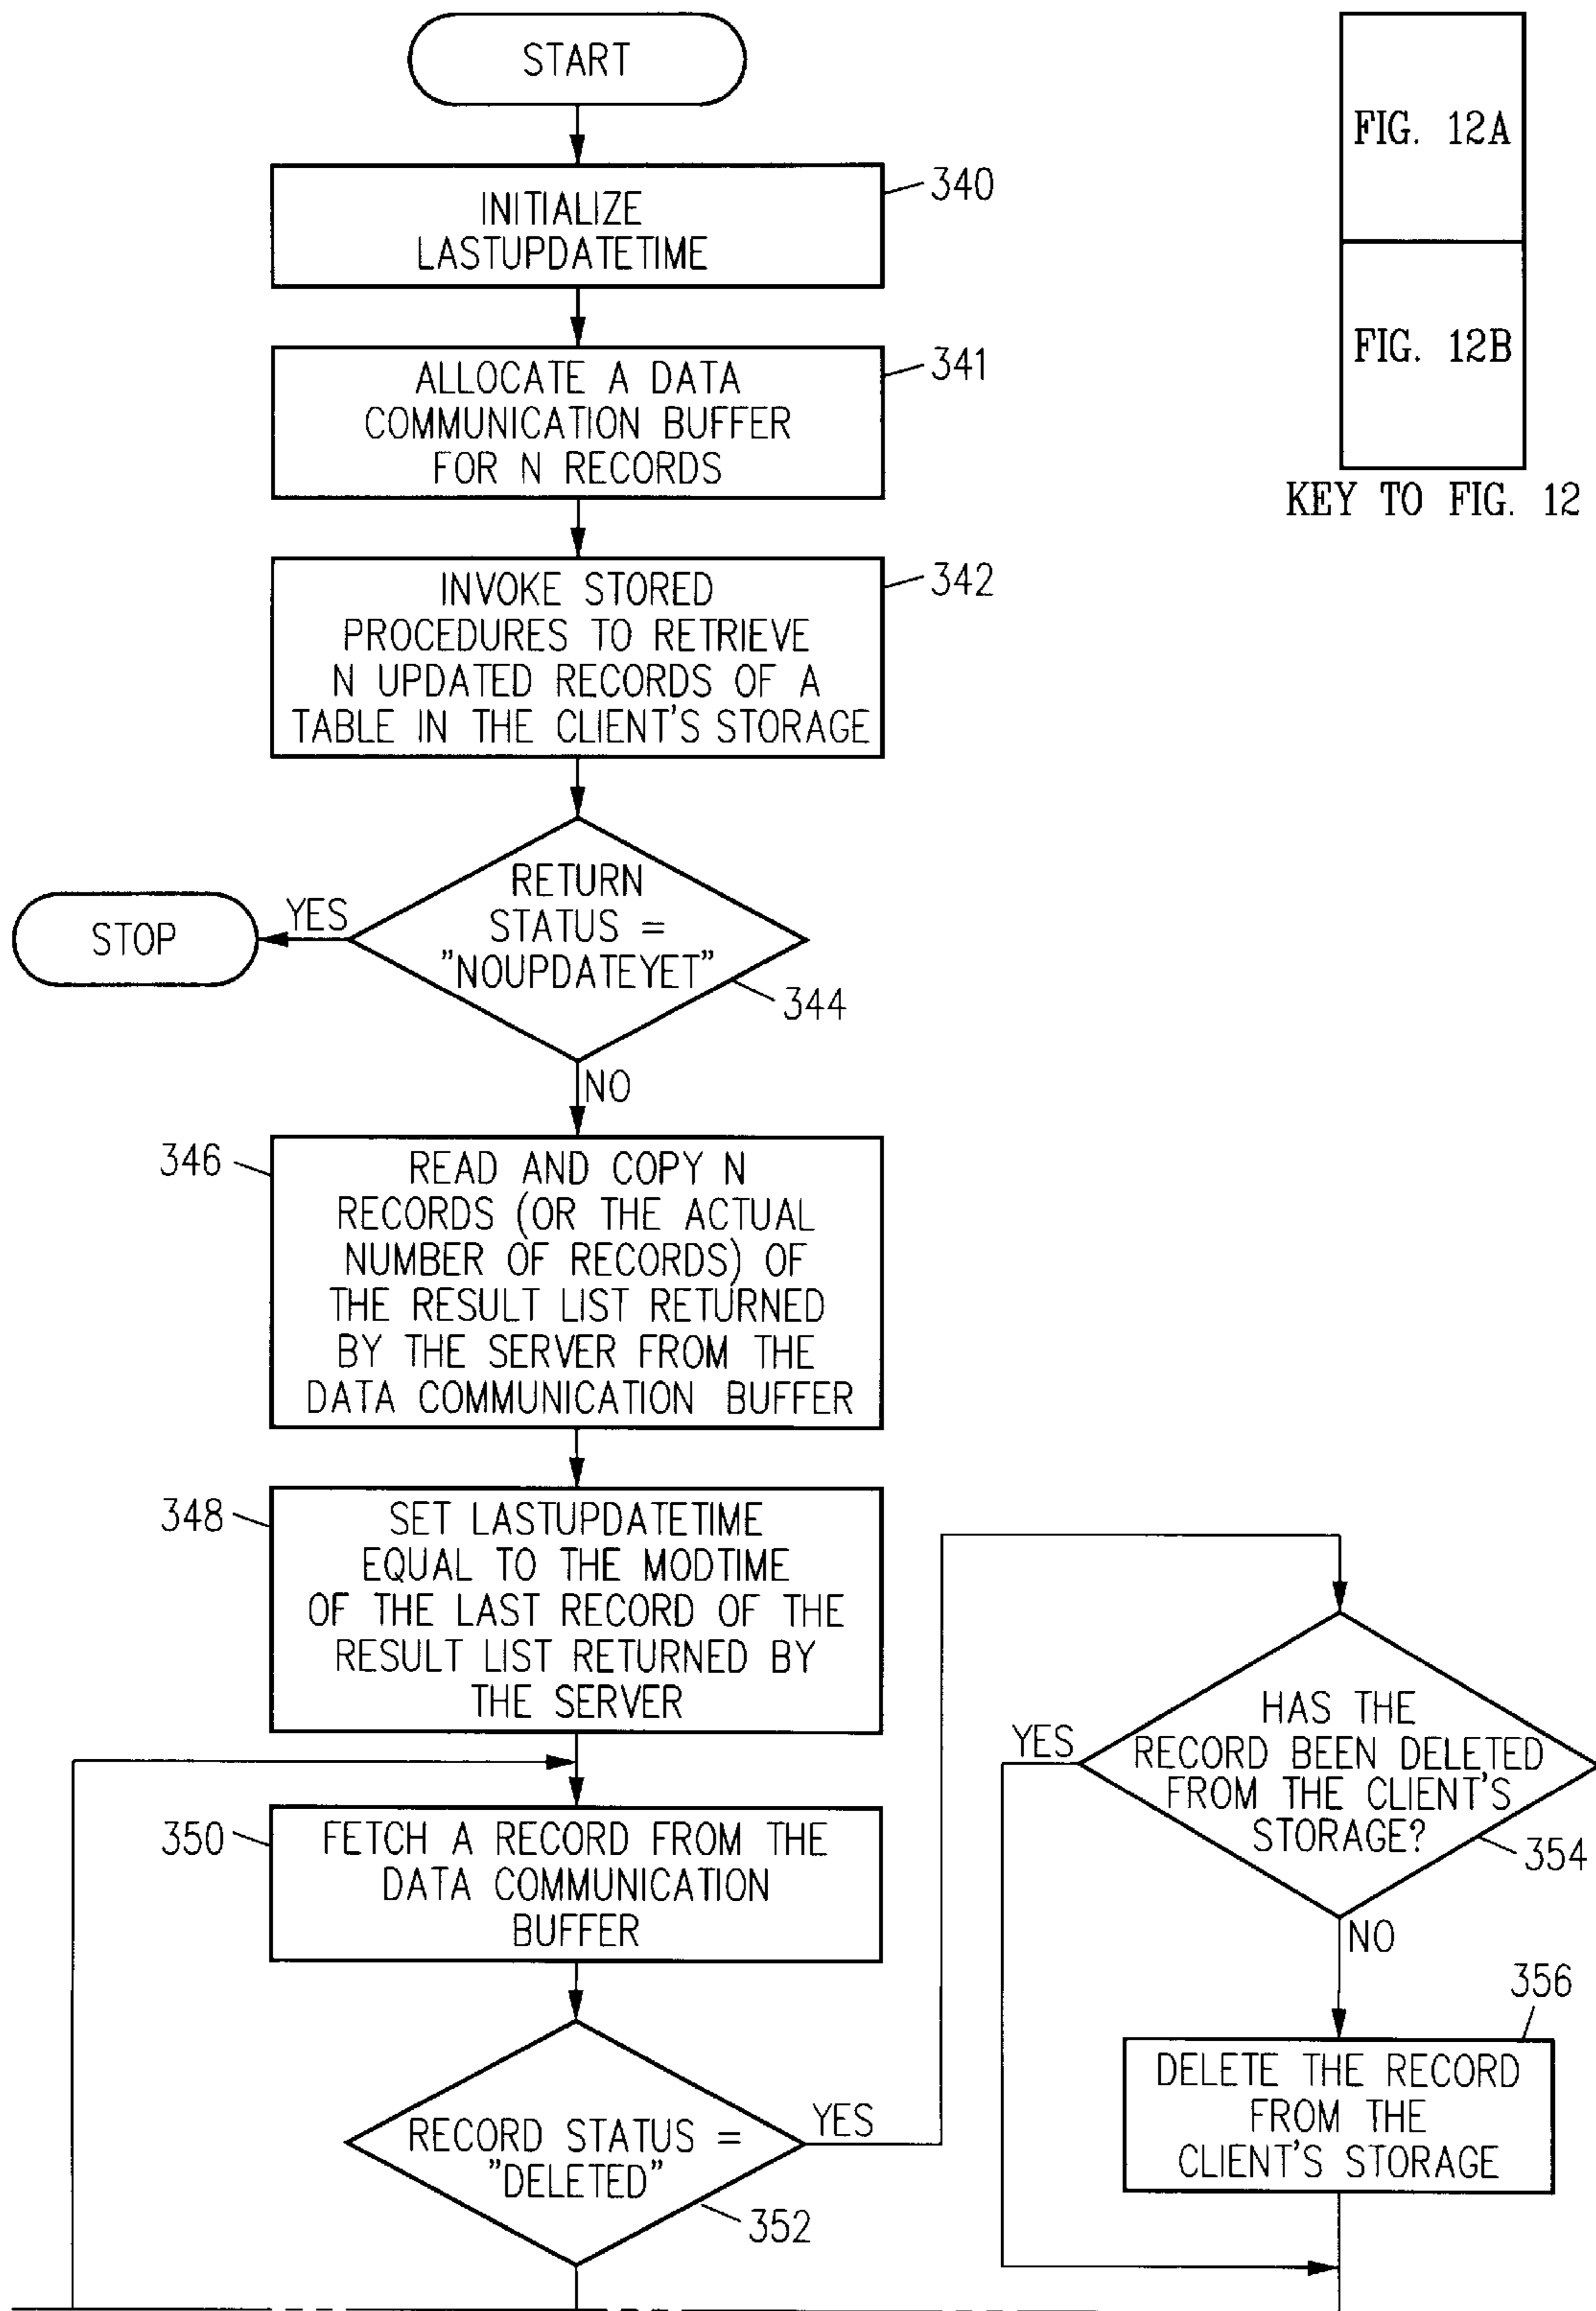 START
INITIALIZE
LASTUPDATETIME
340
ALLOCATE A DATA
COMMUNICATION BUFFER
FOR N RECORDS
341
INVOKE STORED
PROCEDURES TO RETRIEVE
N UPDATED RECORDS OF A
TABLE IN THE CLIENT'S STORAGE
342
FIG. 12A
FIG. 12B
KEY TO FIG. 12
RETURN
STATUS =
"NOUPDATEYET"
344
YES
STOP
NO
346
READ AND COPY N
RECORDS (OR THE ACTUAL
NUMBER OF RECORDS) OF
THE RESULT LIST RETURNED
BY THE SERVER FROM THE
DATA COMMUNICATION BUFFER
348
SET LASTUPDATETIME
EQUAL TO THE MODTIME
OF THE LAST RECORD OF THE
RESULT LIST RETURNED BY
THE SERVER
350
FETCH A RECORD FROM THE
DATA COMMUNICATION
BUFFER
RECORD STATUS =
"DELETED"
352
YES
HAS THE
RECORD BEEN DELETED
FROM THE CLIENT'S
STORAGE?
354
YES
NO
356
DELETE THE RECORD
FROM THE
CLIENT'S STORAGE